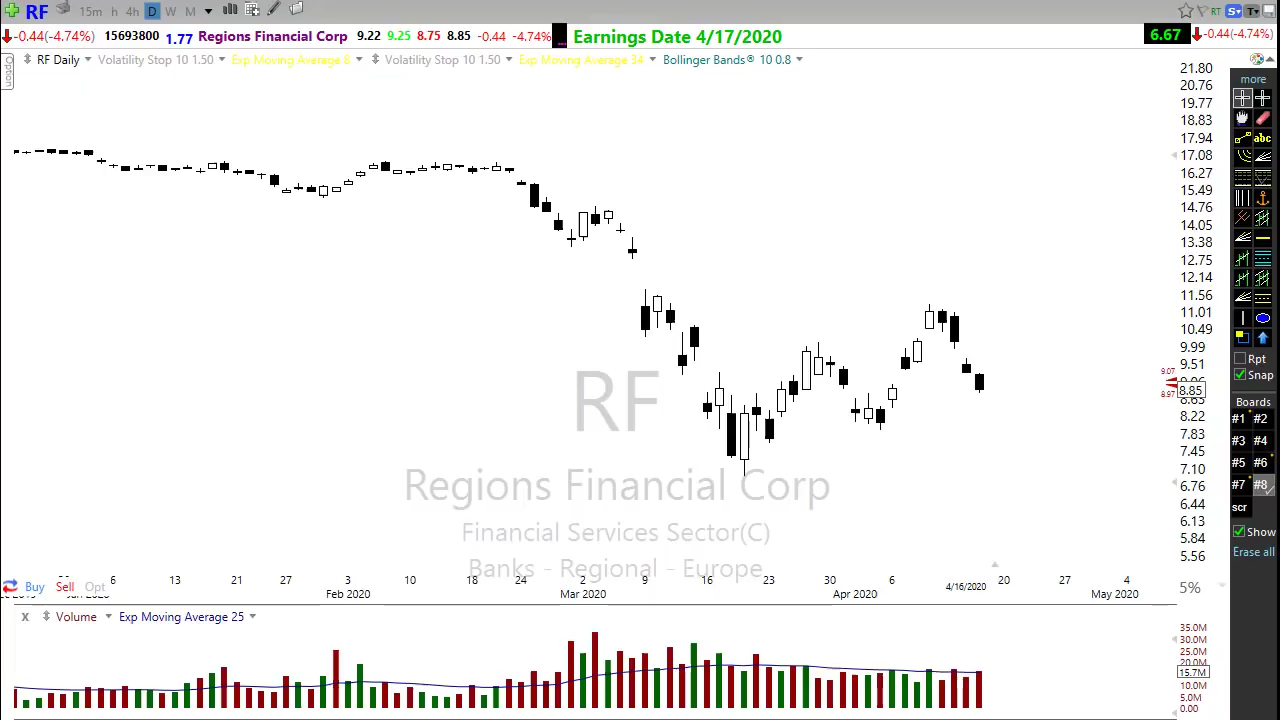 RF 15m h 4h D W M RT S T
-0.44(-4.74%) 15693800 1.77 Regions Financial Corp 9.22 9.25 8.75 8.85 -0.44 -4.74% Earnings Date 4/17/2020 6.67 -0.44(-4.74%)
Option
RF Daily Volatility Stop 10 1.50 Exp Moving Average 8 Volatility Stop 10 1.50 Exp Moving Average 34 Bollinger Bands® 10 0.8
21.80
20.76
19.77
18.83
17.94
17.08
16.27
15.49
14.76
14.05
13.38
12.75
12.14
11.56
11.01
10.49
9.99
9.51
9.07
8.85
8.97
8.22
7.83
7.45
7.10
6.76
6.44
6.13
5.84
5.56
more
abc
Rpt
Snap
Boards
#1 #2
#3 #4
#5 #6
#7 #8
scr
Show
Erase all
RF
Regions Financial Corp
Financial Services Sector(C)
Banks - Regional - Europe
6 13 21 27 3 10 18 24 2 9 16 23 30 6 4/16/2020 20 27 4
Feb 2020 Mar 2020 Apr 2020 May 2020
Buy Sell Opt
5%
X Volume Exp Moving Average 25
35.0M
30.0M
25.0M
20.0M
15.7M
10.0M
5.0M
0.00